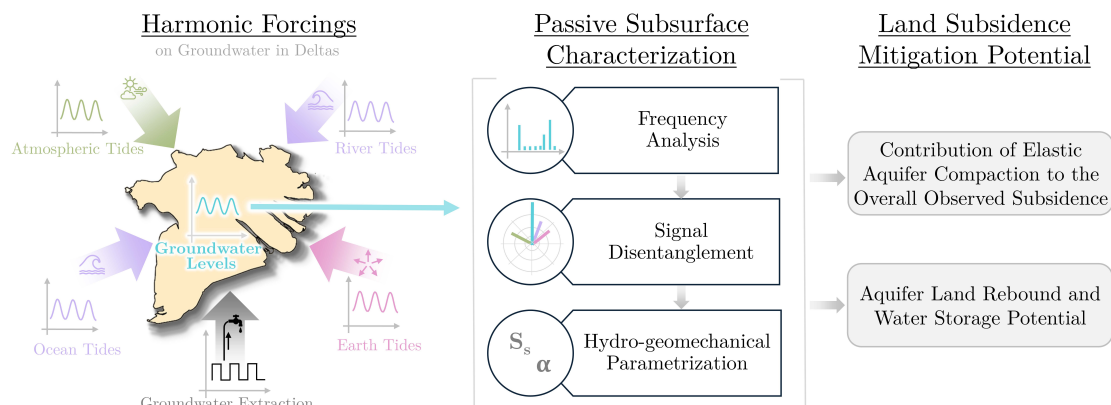 Harmonic Forcings
on Groundwater in Deltas
Atmospheric Tides
River Tides
Groundwater
Levels
Ocean Tides
Earth Tides
Groundwater Extraction
Passive Subsurface
Characterization
Frequency
Analysis
Signal
Disentanglement
S_s
α
Hydro-geomechanical
Parametrization
Land Subsidence
Mitigation Potential
Contribution of Elastic
Aquifer Compaction to the
Overall Observed Subsidence
Aquifer Land Rebound and
Water Storage Potential